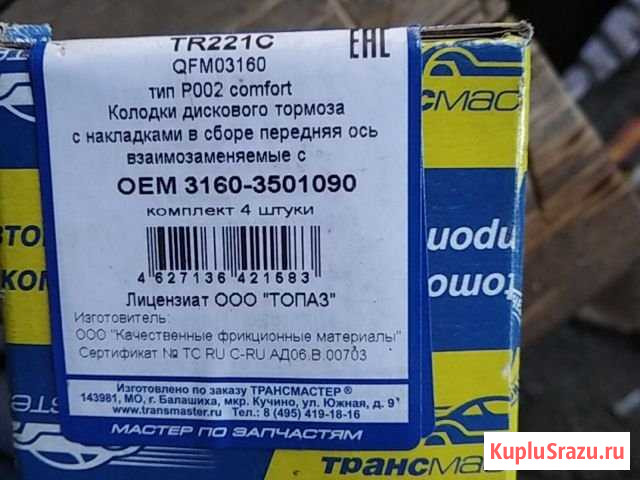 TR221C
EAC
QFM03160
тип P002 comfort
Колодки дискового тормоза
с накладками в сборе передняя ось
взаимозаменяемые с
OEM 3160-3501090
комплект 4 штуки
4 627136 421583
Лицензиат ООО "ТОПАЗ"
Изготовитель:
ООО "Качественные фрикционные материалы"
Сертификат № ТС RU C-RU АД06.В.00703
Изготовлено по заказу ТРАНСМАСТЕР ®
143981, МО, г. Балашиха, мкр. Кучино, ул. Южная, д. 9
www.transmaster.ru Тел.: 8 (495) 419-18-16
МАСТЕР ПО ЗАПЧАСТЯМ
трансмас
трансмас
KupluSrazu.ru